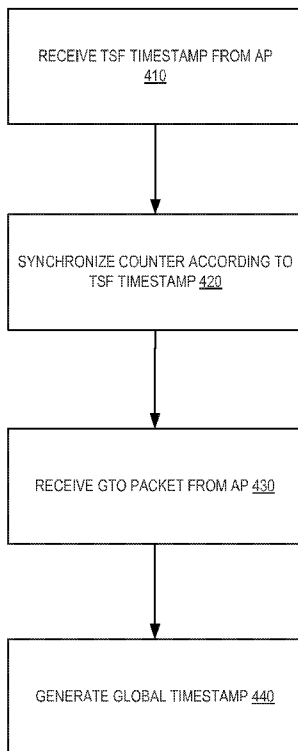 RECEIVE TSF TIMESTAMP FROM AP
410
SYNCHRONIZE COUNTER ACCORDING TO
TSF TIMESTAMP 420
RECEIVE GTO PACKET FROM AP 430
GENERATE GLOBAL TIMESTAMP 440